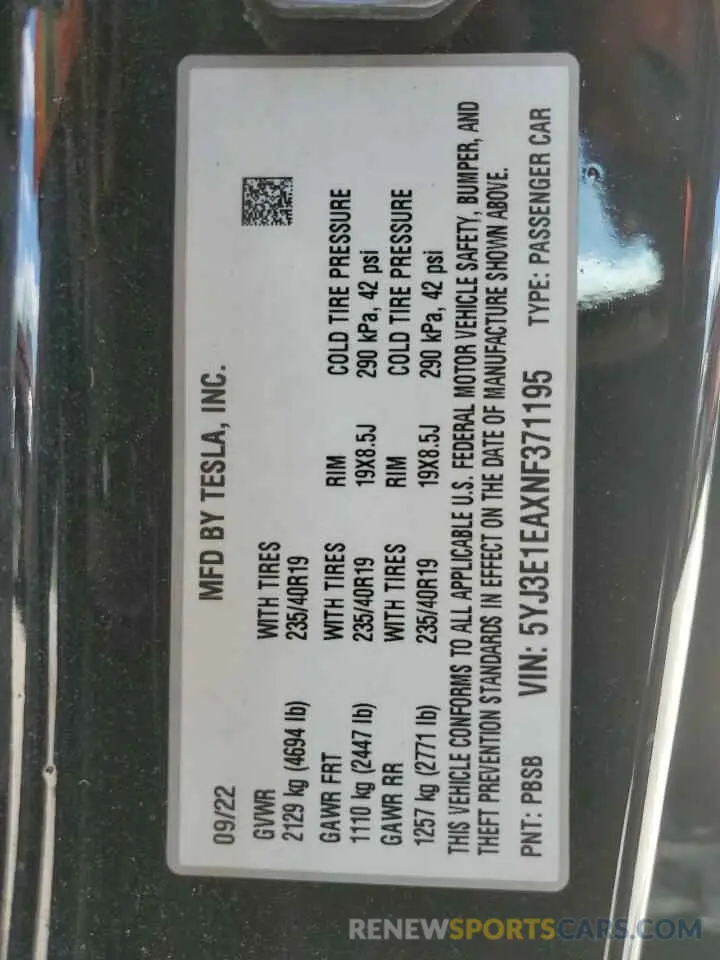 MFD BY TESLA, INC.
09/22
GVWR WITH TIRES
2129 kg (4694 lb) 235/40R19
GAWR FRT WITH TIRES RIM COLD TIRE PRESSURE
1110 kg (2447 lb) 235/40R19 19X8.5J 290 kPa, 42 psi
GAWR RR WITH TIRES RIM COLD TIRE PRESSURE
1257 kg (2771 lb) 235/40R19 19X8.5J 290 kPa, 42 psi
THIS VEHICLE CONFORMS TO ALL APPLICABLE U.S. FEDERAL MOTOR VEHICLE SAFETY, BUMPER, AND
THEFT PREVENTION STANDARDS IN EFFECT ON THE DATE OF MANUFACTURE SHOWN ABOVE.
PNT: PBSB VIN: 5YJ3E1EAXNF371195 TYPE: PASSENGER CAR
RENEWSPORTSCARS.COM